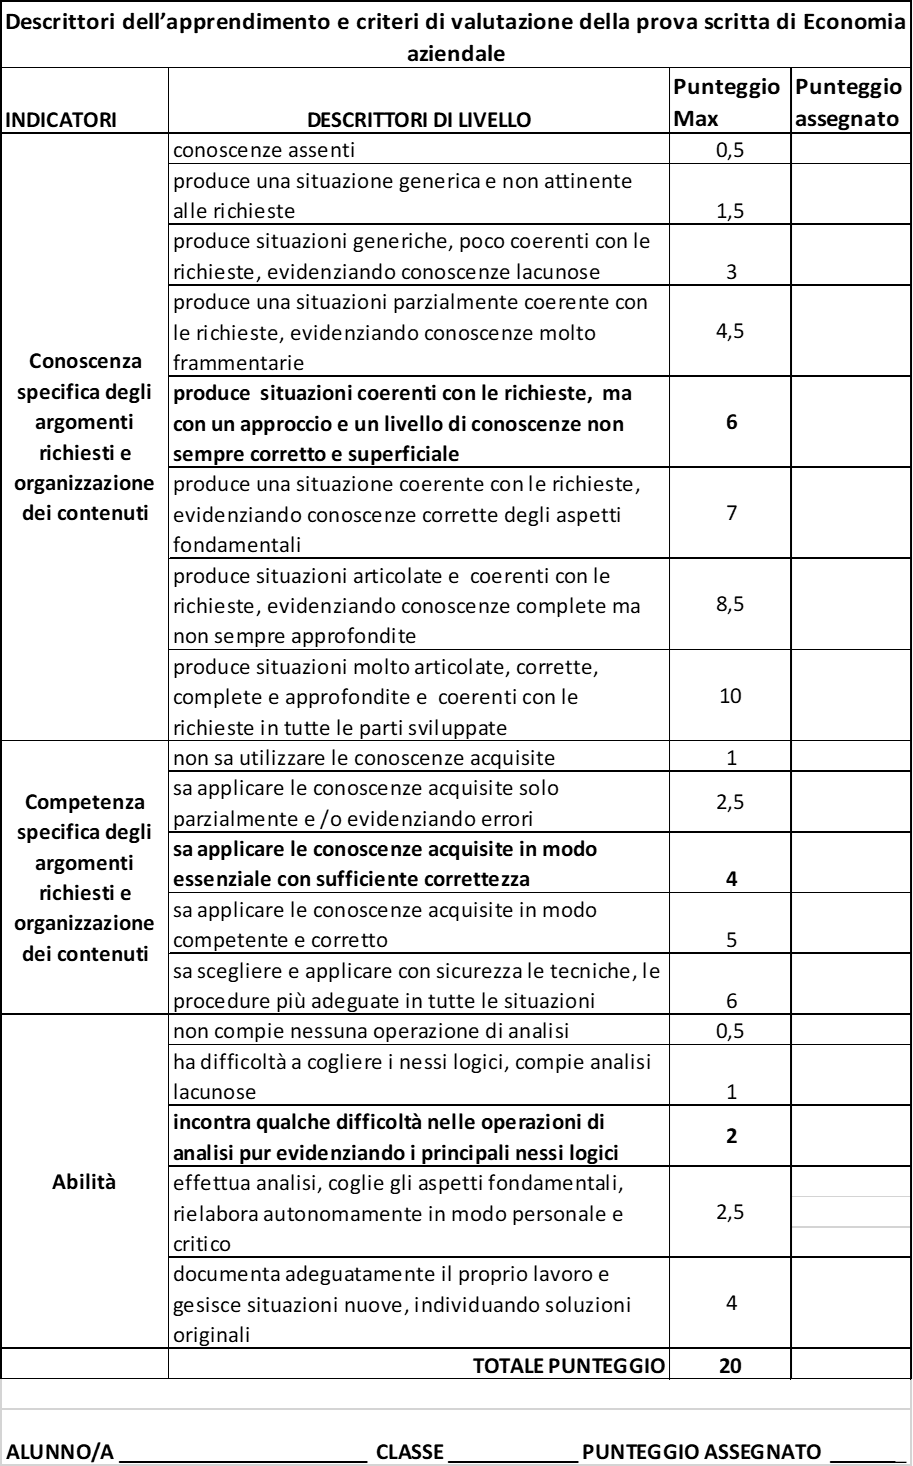 Descrittori dell’apprendimento e criteri di valutazione della prova scritta di Economia
aziendale
INDICATORI DESCRITTORI DI LIVELLO Punteggio Max Punteggio assegnato
Conoscenza
specifica degli
argomenti
richiesti e
organizzazione
dei contenuti
conoscenze assenti 0,5
produce una situazione generica e non attinente
alle richieste 1,5
produce situazioni generiche, poco coerenti con le
richieste, evidenziando conoscenze lacunose 3
produce una situazioni parzialmente coerente con
le richieste, evidenziando conoscenze molto 4,5
frammentarie
produce situazioni coerenti con le richieste, ma
con un approccio e un livello di conoscenze non 6
sempre corretto e superficiale
produce una situazione coerente con le richieste,
evidenziando conoscenze corrette degli aspetti 7
fondamentali
produce situazioni articolate e coerenti con le
richieste, evidenziando conoscenze complete ma 8,5
non sempre approfondite
produce situazioni molto articolate, corrette,
complete e approfondite e coerenti con le 10
richieste in tutte le parti sviluppate
Competenza
specifica degli
argomenti
richiesti e
organizzazione
dei contenuti
non sa utilizzare le conoscenze acquisite 1
sa applicare le conoscenze acquisite solo
parzialmente e /o evidenziando errori 2,5
sa applicare le conoscenze acquisite in modo
essenziale con sufficiente correttezza 4
sa applicare le conoscenze acquisite in modo
competente e corretto 5
sa scegliere e applicare con sicurezza le tecniche, le
procedure più adeguate in tutte le situazioni 6
Abilità
non compie nessuna operazione di analisi 0,5
ha difficoltà a cogliere i nessi logici, compie analisi
lacunose 1
incontra qualche difficoltà nelle operazioni di
analisi pur evidenziando i principali nessi logici 2
effettua analisi, coglie gli aspetti fondamentali,
rielabora autonomamente in modo personale e 2,5
critico
documenta adeguatamente il proprio lavoro e
gesisce situazioni nuove, individuando soluzioni 4
originali
TOTALE PUNTEGGIO 20
ALUNNO/A ____________________ CLASSE ___________ PUNTEGGIO ASSEGNATO ______